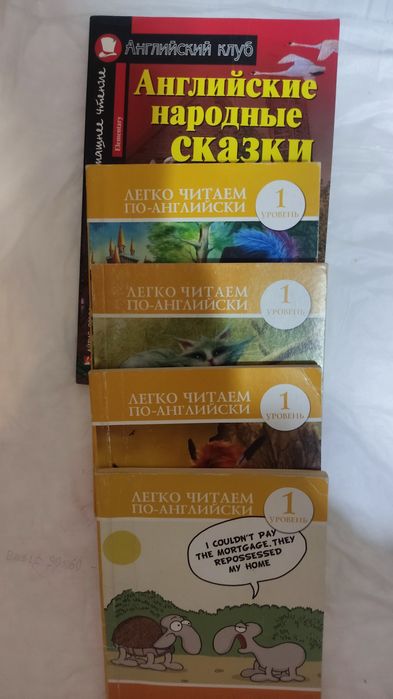 Английский клуб
Домашнее чтение
Elementary
Английские
народные
сказки
ЛЕГКО ЧИТАЕМ
ПО-АНГЛИЙСКИ
1
УРОВЕНЬ
ЛЕГКО ЧИТАЕМ
ПО-АНГЛИЙСКИ
1
УРОВЕНЬ
ЛЕГКО ЧИТАЕМ
ПО-АНГЛИЙСКИ
1
УРОВЕНЬ
ЛЕГКО ЧИТАЕМ
ПО-АНГЛИЙСКИ
1
УРОВЕНЬ
I COULDN'T PAY
THE MORTGAGE. THEY
REPOSSESSED
MY HOME